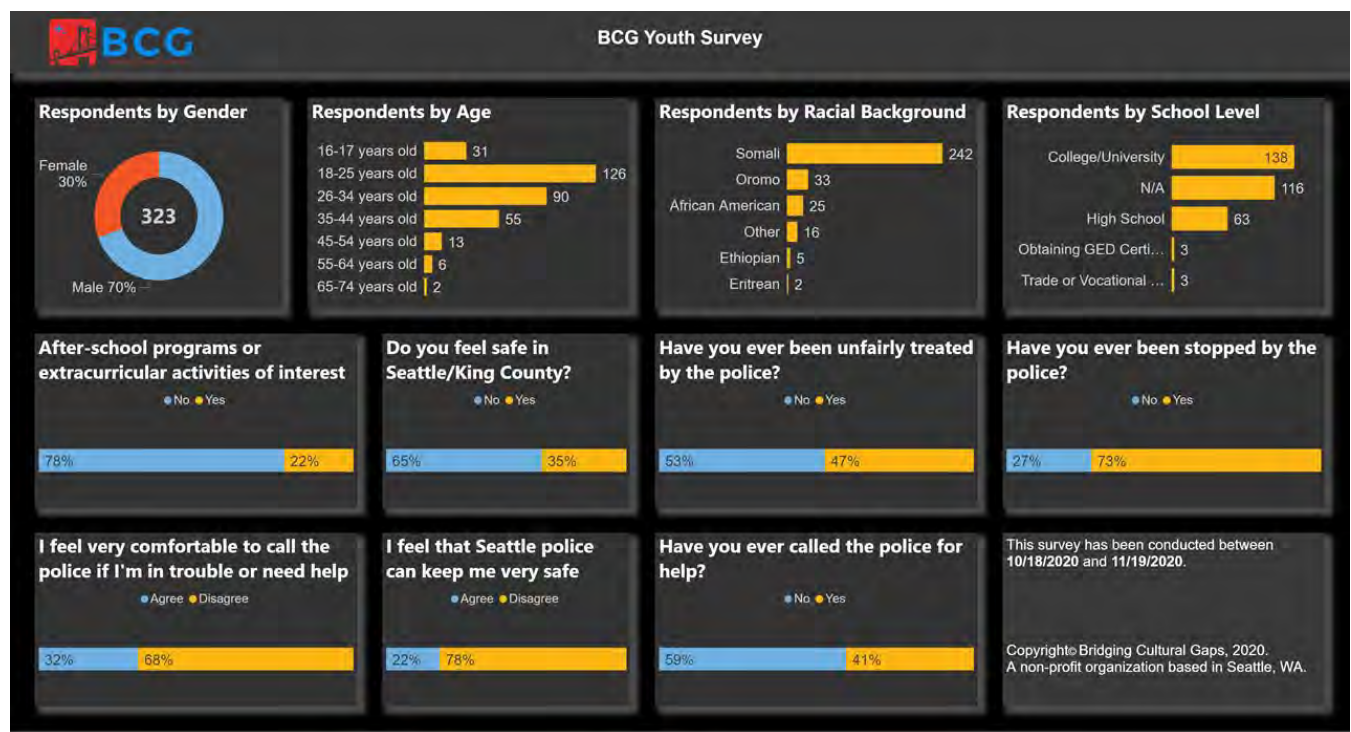 BCG
BCG Youth Survey
Respondents by Gender
Female
30%
323
Male 70%
Respondents by Age
16-17 years old 31
18-25 years old 126
26-34 years old 90
35-44 years old 55
45-54 years old 13
55-64 years old 6
65-74 years old 2
Respondents by Racial Background
Somali 242
Oromo 33
African American 25
Other 16
Ethiopian 5
Eritrean 2
Respondents by School Level
College/University 138
N/A 116
High School 63
Obtaining GED Certi... 3
Trade or Vocational ... 3
After-school programs or
extracurricular activities of interest
No Yes
78% 22%
Do you feel safe in
Seattle/King County?
No Yes
65% 35%
Have you ever been unfairly treated
by the police?
No Yes
53% 47%
Have you ever been stopped by the
police?
No Yes
27% 73%
I feel very comfortable to call the
police if I'm in trouble or need help
Agree Disagree
32% 68%
I feel that Seattle police
can keep me very safe
Agree Disagree
22% 78%
Have you ever called the police for
help?
No Yes
59% 41%
This survey has been conducted between
10/18/2020 and 11/19/2020.
Copyright© Bridging Cultural Gaps, 2020.
A non-profit organization based in Seattle, WA.